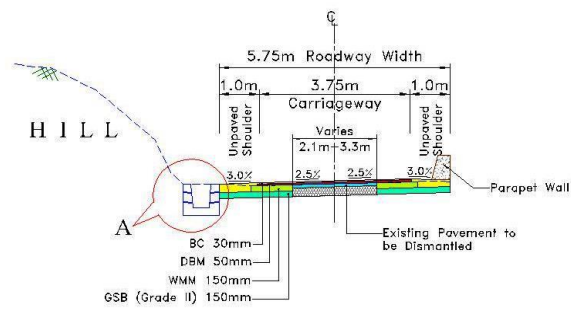 ℄
5.75m Roadway Width
1.0m 3.75m 1.0m
Carriageway
Unpaved
Shoulder
Unpaved
Shoulder
HILL
Varies
2.1m-3.3m
3.0% 2.5% 2.5% 3.0%
Parapet Wall
A
Existing Pavement to
be Dismantled
BC 30mm
DBM 50mm
WMM 150mm
GSB (Grade II) 150mm